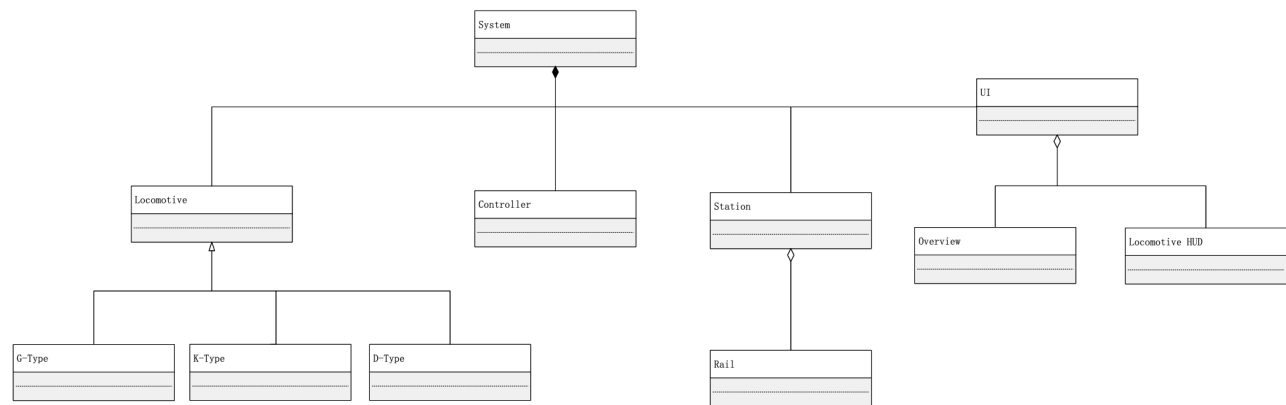 System
UI
Locomotive
Controller
Station
Overview
Locomotive HUD
G-Type
K-Type
D-Type
Rail